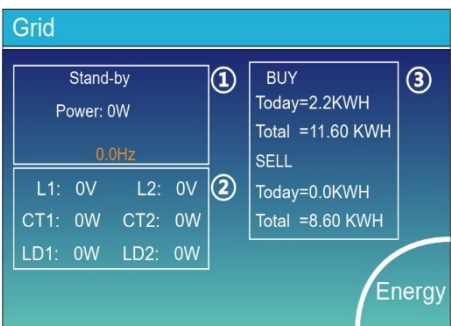 Grid
Stand-by
Power: 0W
0.0Hz
①
L1: 0V L2: 0V
CT1: 0W CT2: 0W
LD1: 0W LD2: 0W
②
BUY
Today=2.2KWH
Total =11.60 KWH
SELL
Today=0.0KWH
Total =8.60 KWH
③
Energy